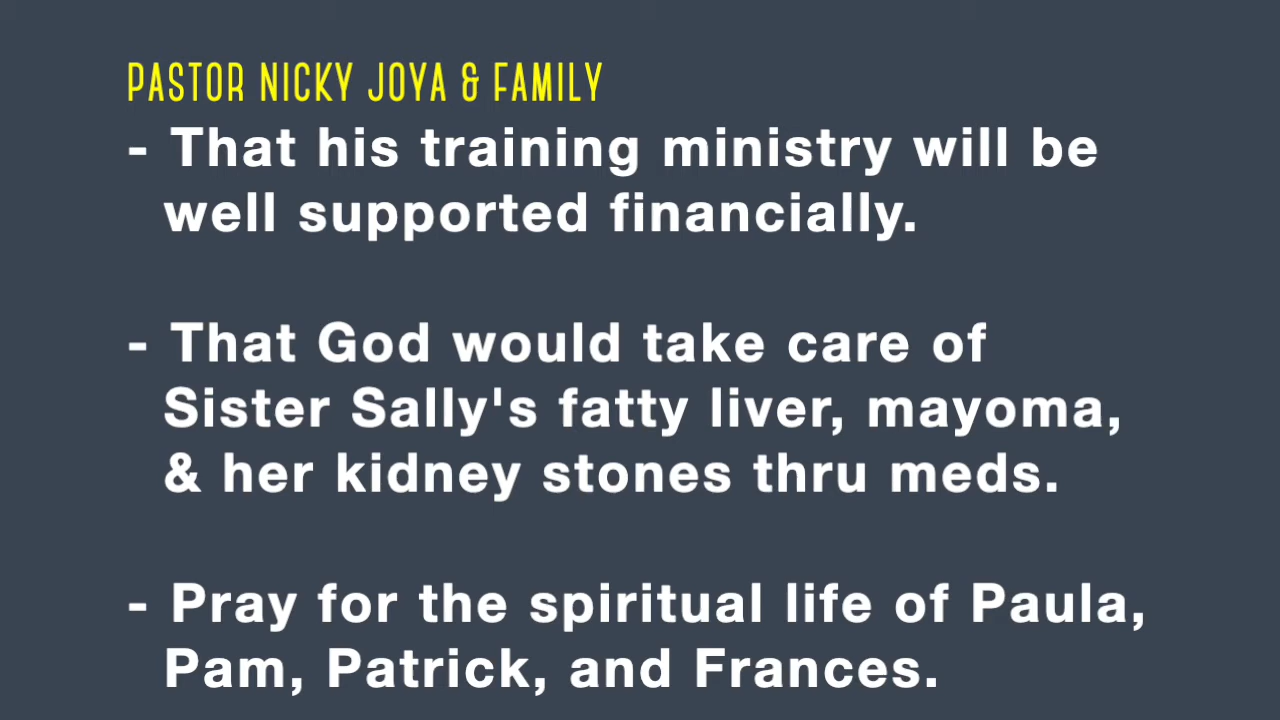 PASTOR NICKY JOYA & FAMILY
- That his training ministry will be
well supported financially.
- That God would take care of
Sister Sally's fatty liver, mayoma,
& her kidney stones thru meds.
- Pray for the spiritual life of Paula,
Pam, Patrick, and Frances.